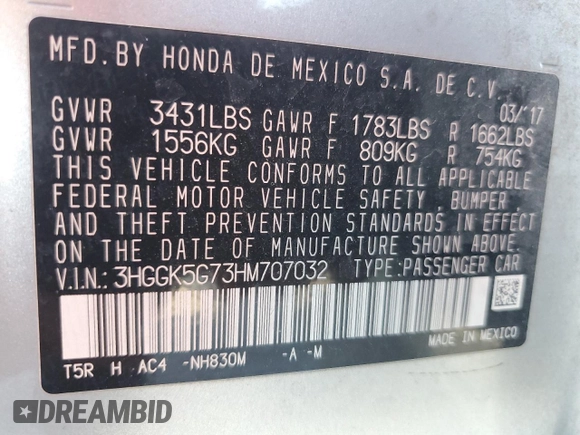 MFD. BY HONDA DE MEXICO S.A. DE C.V. 03/'17
GVWR 3431LBS GAWR F 1783LBS R 1662LBS
GVWR 1556KG GAWR F 809KG R 754KG
THIS VEHICLE CONFORMS TO ALL APPLICABLE
FEDERAL MOTOR VEHICLE SAFETY, BUMPER
AND THEFT PREVENTION STANDARDS IN EFFECT
ON THE DATE OF MANUFACTURE SHOWN ABOVE.
V.I.N.: 3HGGK5G73HM707032 TYPE:PASSENGER CAR
T5R H AC4 -NH830M -A -M MADE IN MEXICO
DREAMBID